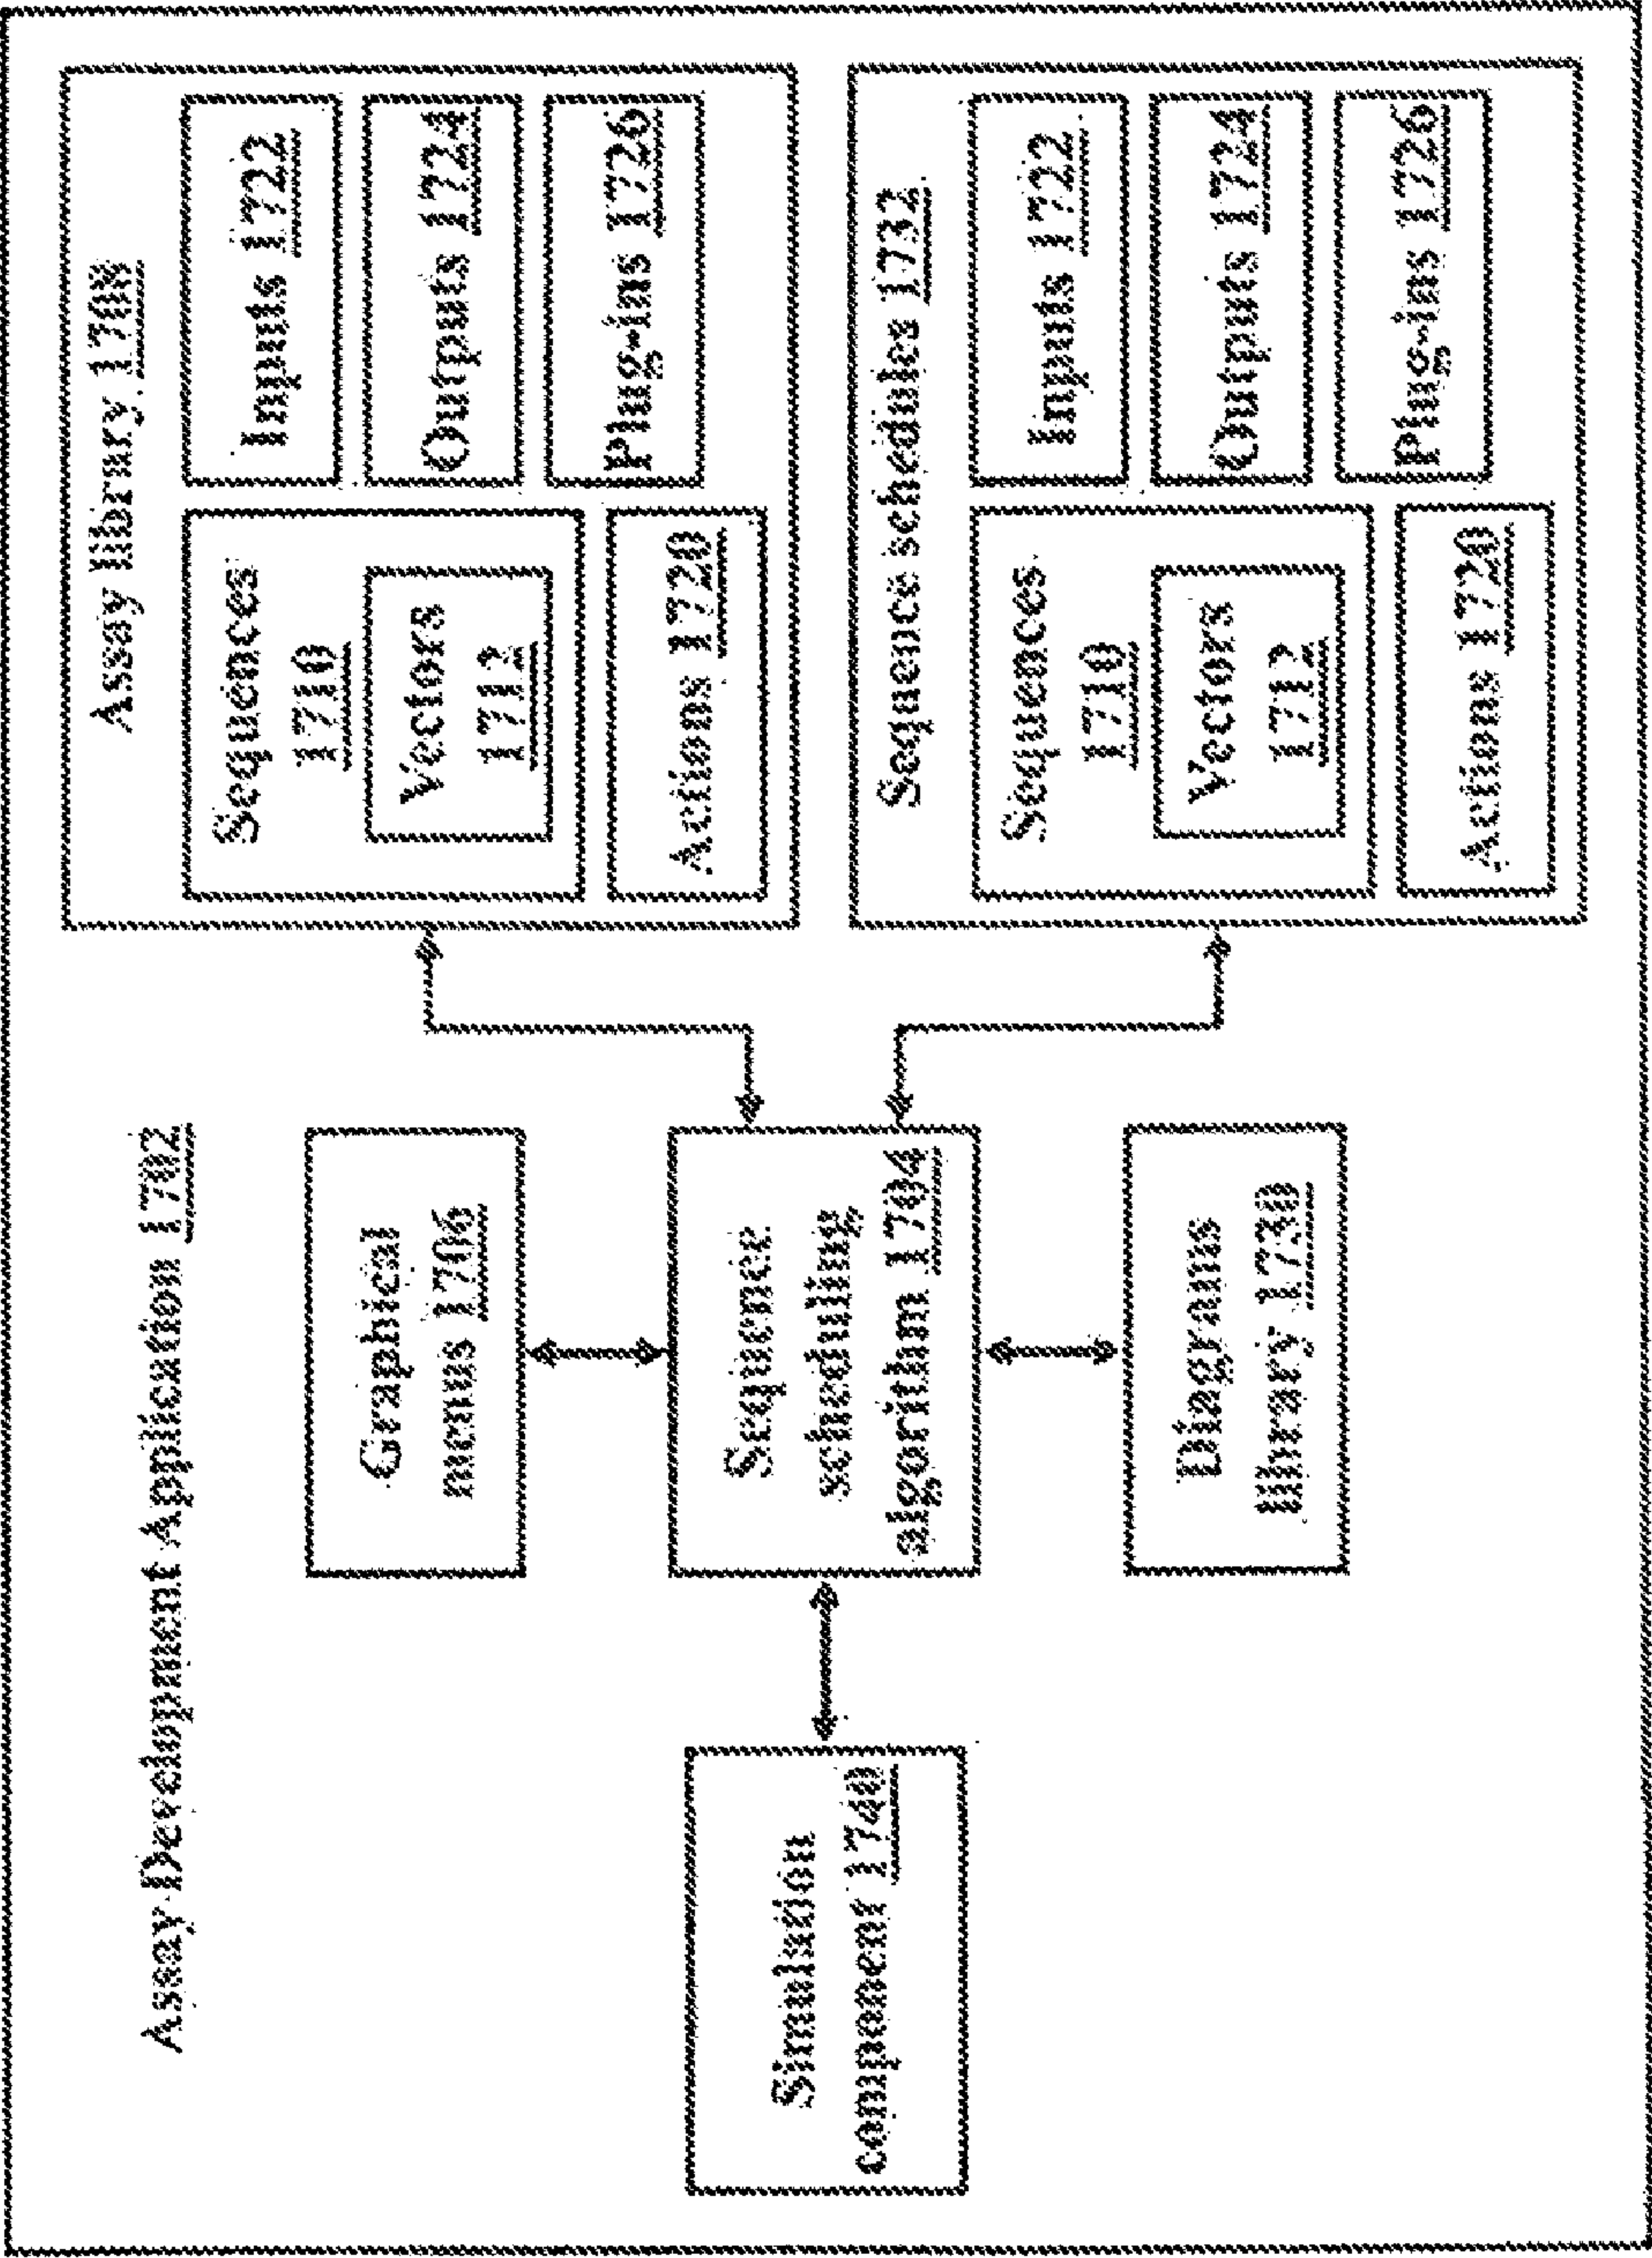 Assay Development Application 1702
Simulation
component 1740
Graphical
menus 1706
Sequence
scheduling
algorithm 1704
Diagrams
library 1730
Assay library 1708
Sequences
1710
Vectors
1712
Actions 1720
Inputs 1722
Outputs 1724
Plug-ins 1726
Sequence schedules 1732
Sequences
1710
Vectors
1712
Actions 1720
Inputs 1722
Outputs 1724
Plug-ins 1726